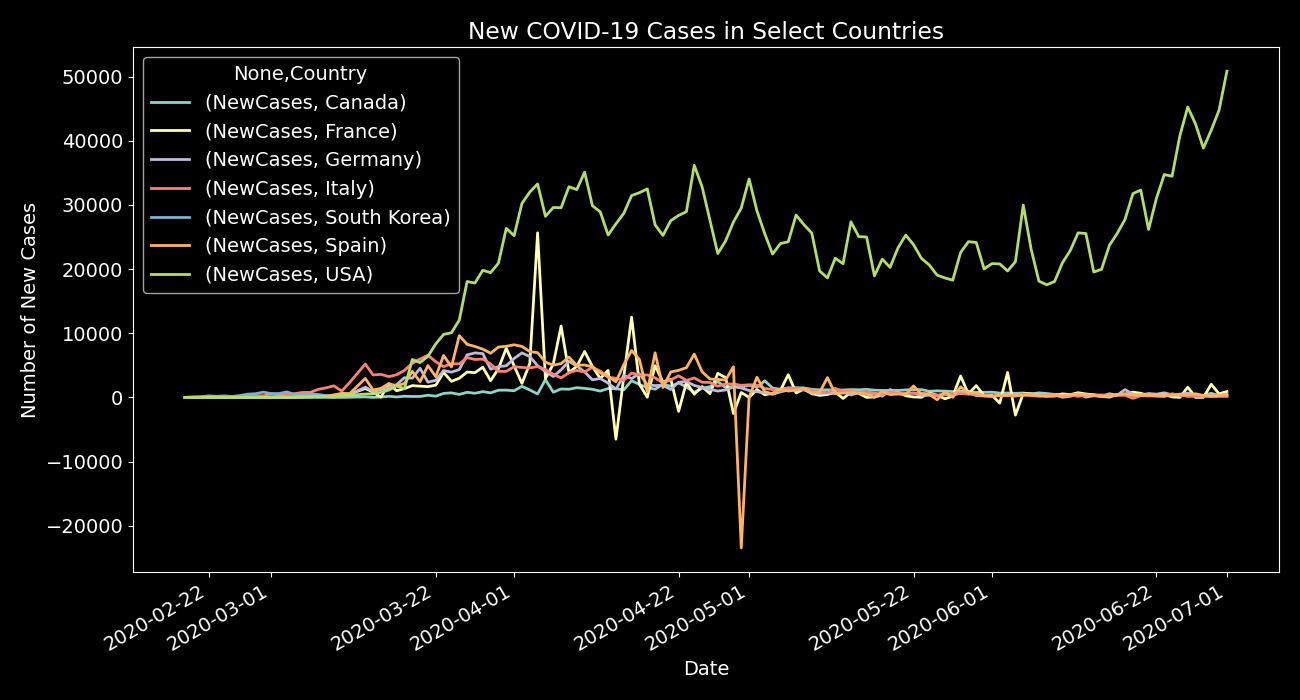 New COVID-19 Cases in Select Countries
None,Country
(NewCases, Canada)
(NewCases, France)
(NewCases, Germany)
(NewCases, Italy)
(NewCases, South Korea)
(NewCases, Spain)
(NewCases, USA)
Number of New Cases
50000
40000
30000
20000
10000
0
−10000
−20000
2020-02-22
2020-03-01
2020-03-22
2020-04-01
2020-04-22
2020-05-01
2020-05-22
2020-06-01
2020-06-22
2020-07-01
Date